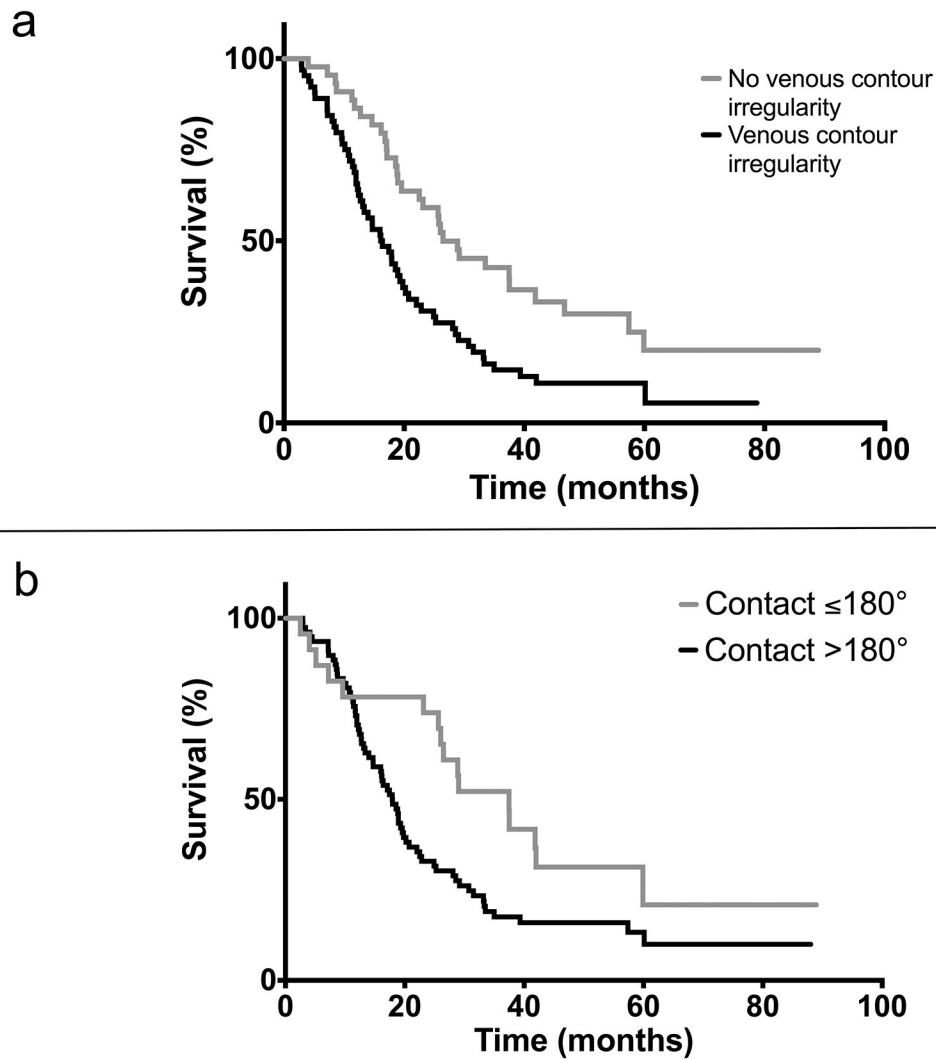 a
100
50
0
Survival (%)
No venous contour
irregularity
Venous contour
irregularity
0 20 40 60 80 100
Time (months)
b
100
50
0
Survival (%)
Contact ≤180°
Contact >180°
0 20 40 60 80 100
Time (months)